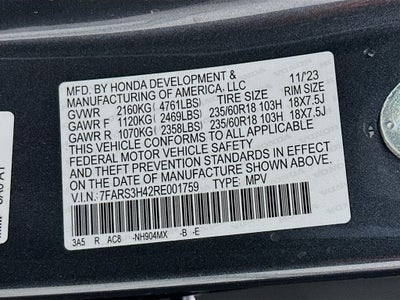 MFD. BY HONDA DEVELOPMENT & 11/'23
MANUFACTURING OF AMERICA, LLC
GVWR 2160KG ( 4761LBS) TIRE SIZE RIM SIZE
GAWR F 1120KG ( 2469LBS) 235/60R18 103H 18X7.5J
GAWR R 1070KG ( 2358LBS) 235/60R18 103H 18X7.5J
THIS VEHICLE CONFORMS TO ALL APPLICABLE
FEDERAL MOTOR VEHICLE SAFETY
AND THEFT PREVENTION STANDARDS IN EFFECT
ON THE DATE OF MANUFACTURE SHOWN ABOVE.
V.I.N.: 7FARS3H42RE001759 TYPE: MPV
3A5 R AC8 -NH904MX -B -E